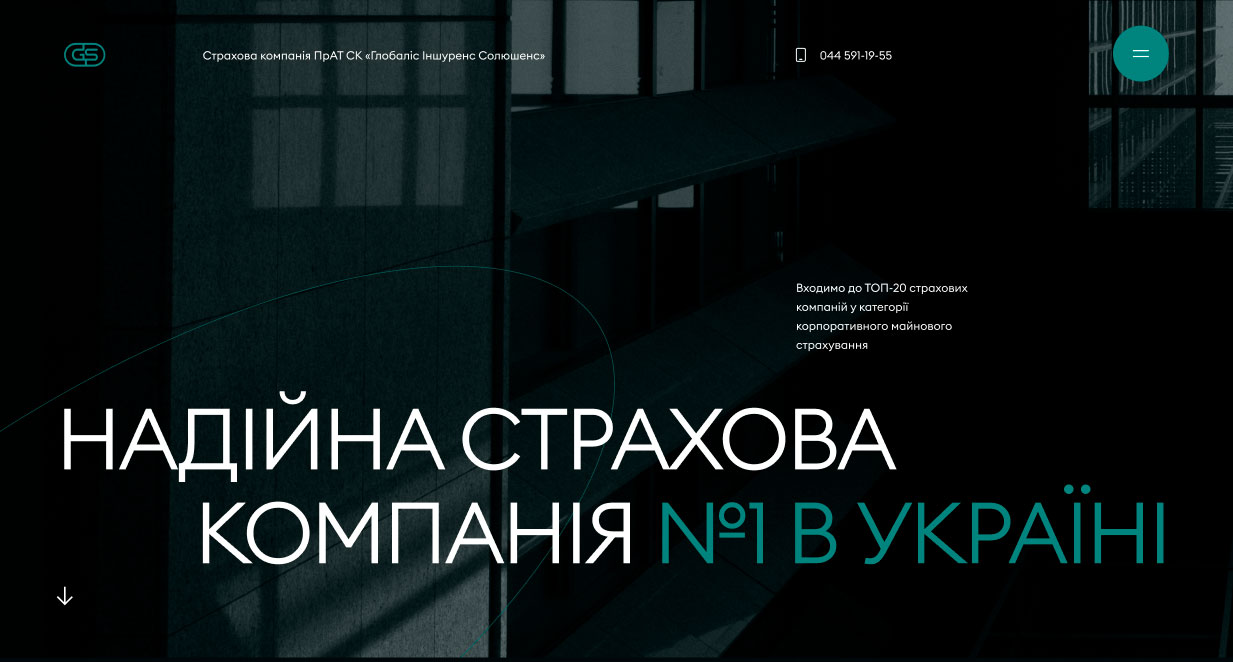 GS
Страхова компанія ПрАТ СК «Глобаліс Іншуренс Солюшенс»
044 591-19-55
Входимо до ТОП-20 страхових
компаній у категорії
корпоративного майнового
страхування
НАДІЙНА СТРАХОВА
КОМПАНІЯ №1 В УКРАЇНІ